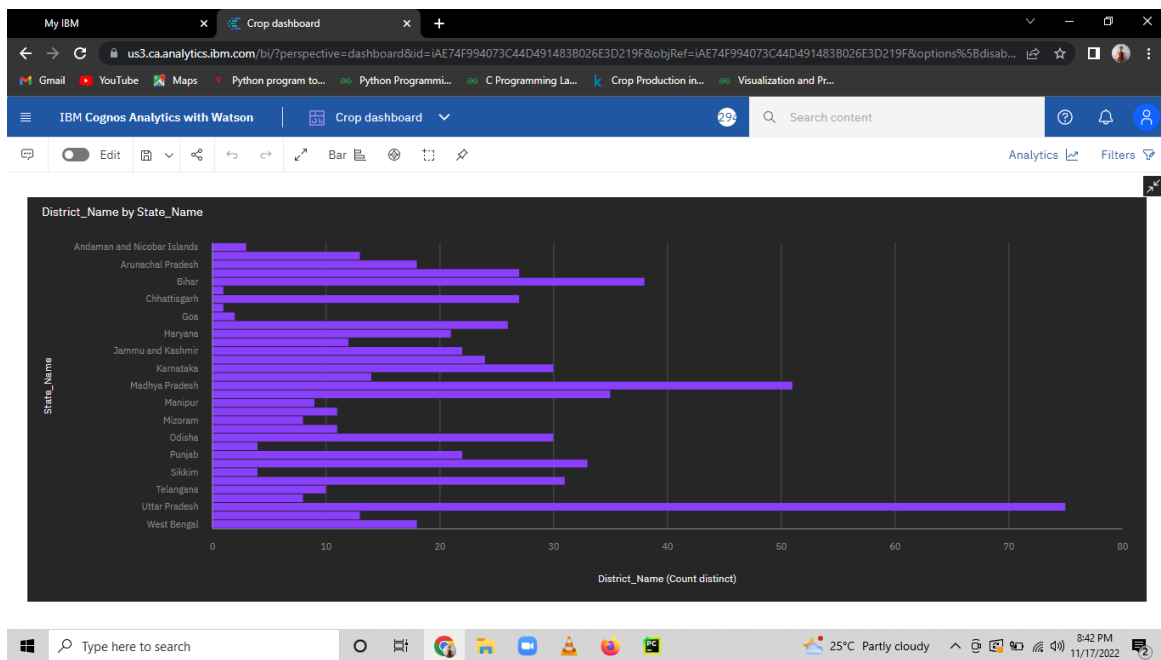 My IBM
Crop dashboard
us3.ca.analytics.ibm.com/bi/?perspective=dashboard&id=iAE74F994073C44D491483B026E3D219F&objRef=iAE74F994073C44D491483B026E3D219F&options%5Bdisab...
Gmail YouTube Maps Python program to... Python Programmi... C Programming La... Crop Production in... Visualization and Pr...
IBM Cognos Analytics with Watson Crop dashboard 294 Search content
Edit Bar Analytics Filters
District_Name by State_Name
Andaman and Nicobar Islands
Arunachal Pradesh
Bihar
Chhattisgarh
Goa
Haryana
Jammu and Kashmir
Karnataka
Madhya Pradesh
Manipur
Mizoram
Odisha
Punjab
Sikkim
Telangana
Uttar Pradesh
West Bengal
State_Name
0 10 20 30 40 50 60 70 80
District_Name (Count distinct)
Type here to search 25°C Partly cloudy 8:42 PM
11/17/2022 2